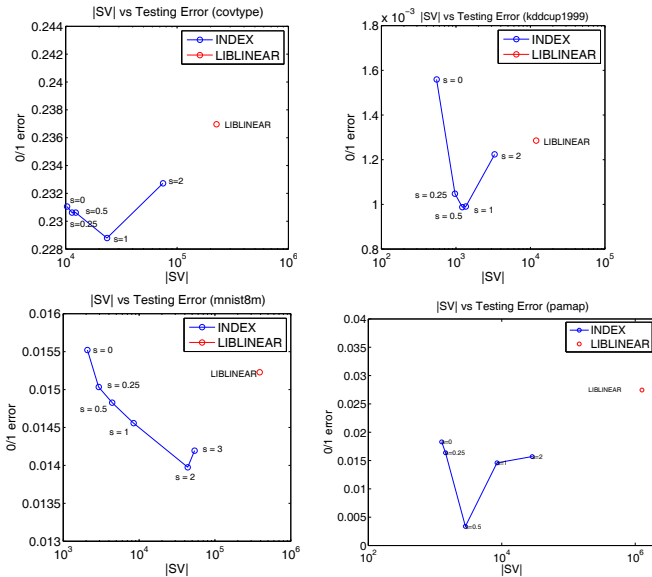 |SV| vs Testing Error (covtype)
0.244
0.242
0.24
0.238
0.236
0.234
0.232
0.23
0.228
0/1 error
INDEX
LIBLINEAR
LIBLINEAR
s=0
s=0.5
s=0.25
s=1
s=2
10^4
10^5
10^6
|SV|
x 10^-3
|SV| vs Testing Error (kddcup1999)
1.8
1.6
1.4
1.2
1
0.8
0/1 error
INDEX
LIBLINEAR
s = 0
LIBLINEAR
s = 2
s = 0.25
s = 0.5
s = 1
10^2
10^3
10^4
10^5
|SV|
|SV| vs Testing Error (mnist8m)
0.016
0.0155
0.015
0.0145
0.014
0.0135
0.013
0/1 error
INDEX
LIBLINEAR
s = 0
LIBLINEAR
s = 0.25
s = 0.5
s = 1
s = 3
s = 2
10^3
10^4
10^5
10^6
|SV|
|SV| vs Testing Error (pamap)
0.04
0.035
0.03
0.025
0.02
0.015
0.01
0.005
0
0/1 error
INDEX
LIBLINEAR
LIBLINEAR
s=0
s=0.25
s=1
s=2
s=0.5
10^2
10^4
10^6
|SV|